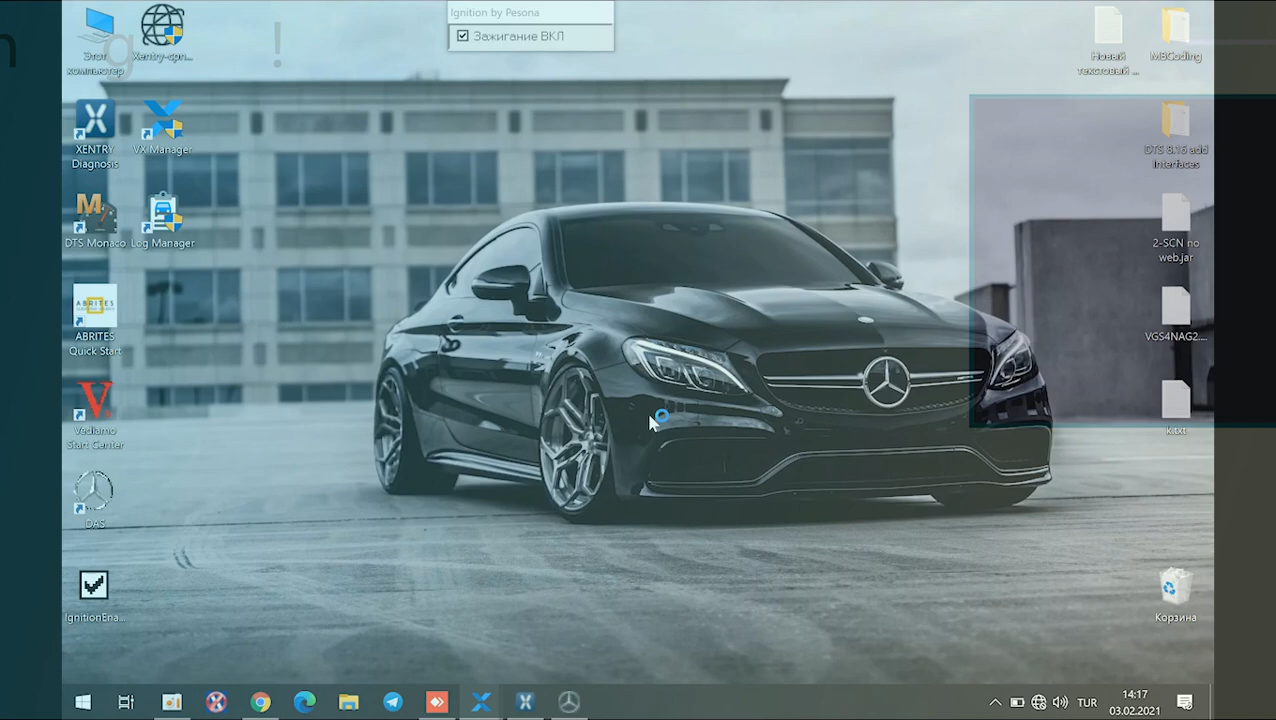 Ignition by Pesona
Зажигание ВКЛ
Этот
компьютер
Xentry-opn...
XENTRY
Diagnosis
VX Manager
DTS Monaco
Log Manager
ABRITES
ABRITES
Quick Start
Vediamo
Start Center
DAS
IgnitionEna...
Новый
текстовый ...
MBCoding
DTS 8.16 add
interfaces
2-SCN no
web.jar
VGS4NAG2....
k.txt
Корзина
TUR
14:17
03.02.2021
g
!